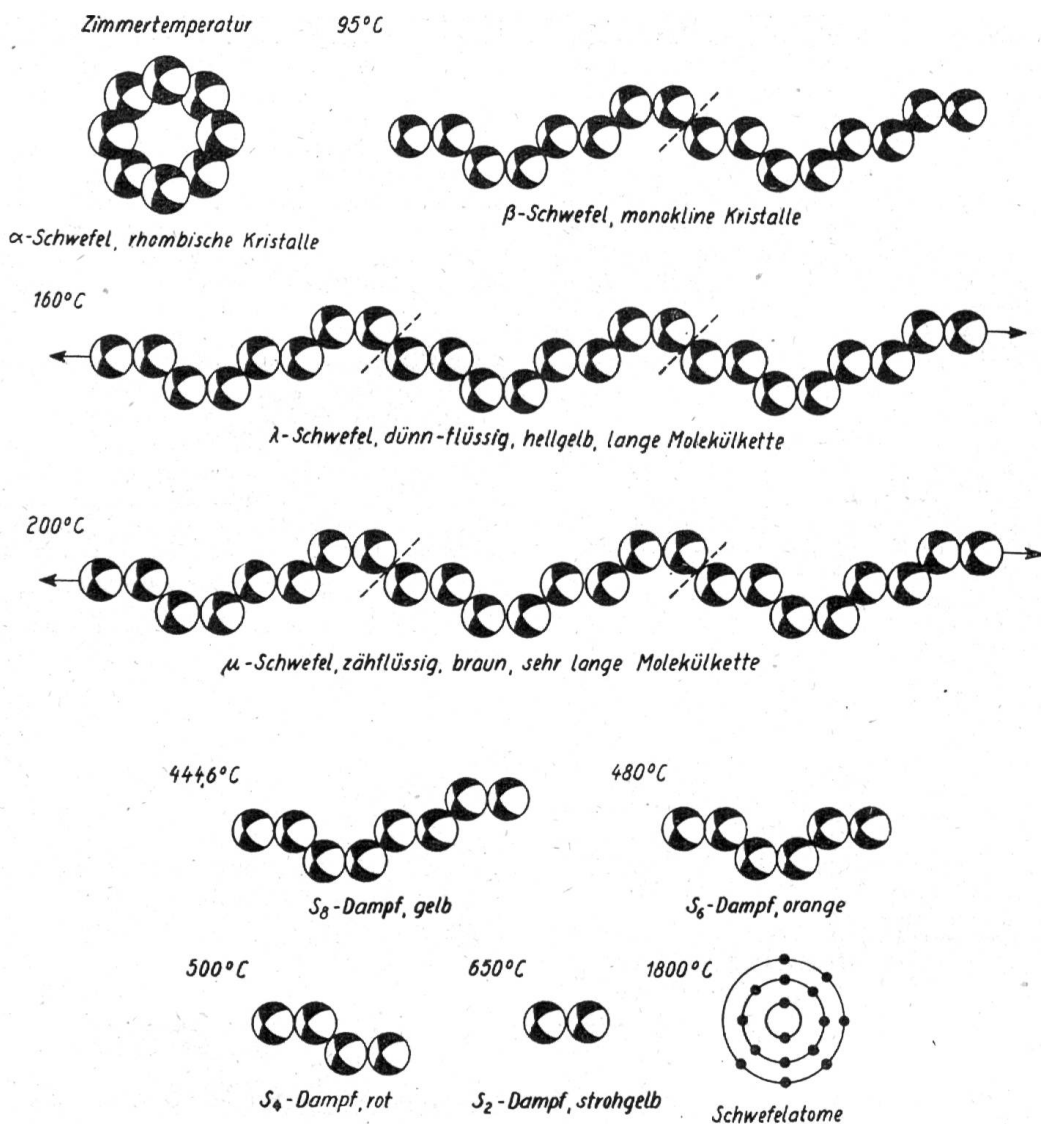 Zimmertemperatur
95°C
α-Schwefel, rhombische Kristalle
β-Schwefel, monokline Kristalle
160°C
λ-Schwefel, dünn-flüssig, hellgelb, lange Molekülkette
200°C
μ-Schwefel, zähflüssig, braun, sehr lange Molekülkette
444,6°C
480°C
S₈-Dampf, gelb
S₆-Dampf, orange
500°C
650°C
1800°C
S₄-Dampf, rot
S₂-Dampf, strohgelb
Schwefelatome